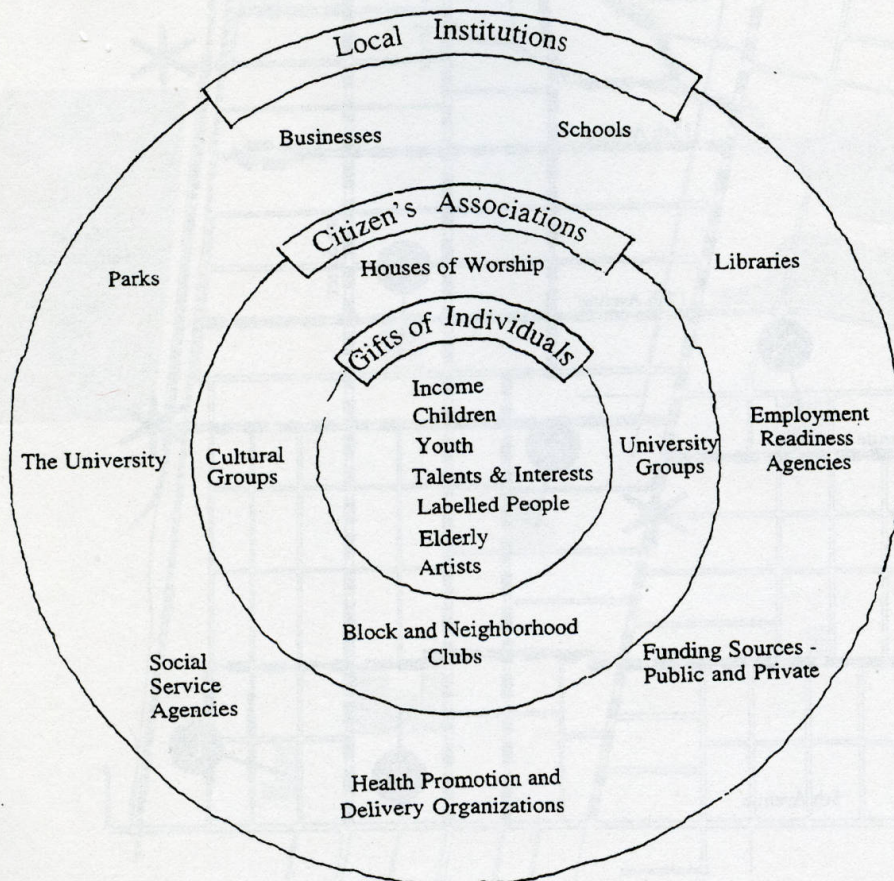 Local Institutions
Businesses
Schools
Citizen's Associations
Parks
Houses of Worship
Libraries
Gifts of Individuals
Income
Children
Youth
Talents & Interests
Labelled People
Elderly
Artists
The University
Cultural
Groups
University
Groups
Employment
Readiness
Agencies
Block and Neighborhood
Clubs
Social
Service
Agencies
Funding Sources -
Public and Private
Health Promotion and
Delivery Organizations